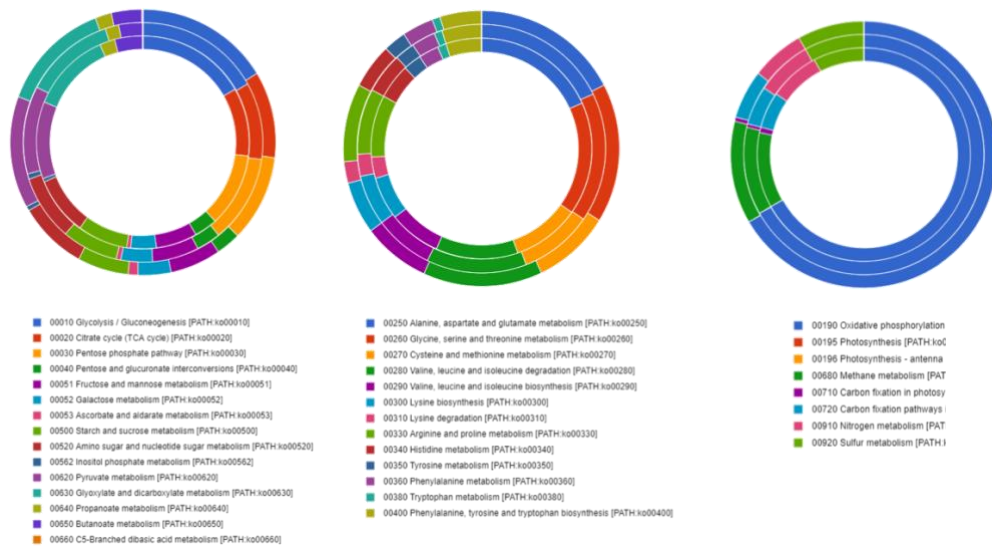 00010 Glycolysis / Gluconeogenesis [PATH:ko00010]
00020 Citrate cycle (TCA cycle) [PATH:ko00020]
00030 Pentose phosphate pathway [PATH:ko00030]
00040 Pentose and glucuronate interconversions [PATH:ko00040]
00051 Fructose and mannose metabolism [PATH:ko00051]
00052 Galactose metabolism [PATH:ko00052]
00053 Ascorbate and aldarate metabolism [PATH:ko00053]
00500 Starch and sucrose metabolism [PATH:ko00500]
00520 Amino sugar and nucleotide sugar metabolism [PATH:ko00520]
00562 Inositol phosphate metabolism [PATH:ko00562]
00620 Pyruvate metabolism [PATH:ko00620]
00630 Glyoxylate and dicarboxylate metabolism [PATH:ko00630]
00640 Propanoate metabolism [PATH:ko00640]
00650 Butanoate metabolism [PATH:ko00650]
00660 C5-Branched dibasic acid metabolism [PATH:ko00660]
00250 Alanine, aspartate and glutamate metabolism [PATH:ko00250]
00260 Glycine, serine and threonine metabolism [PATH:ko00260]
00270 Cysteine and methionine metabolism [PATH:ko00270]
00280 Valine, leucine and isoleucine degradation [PATH:ko00280]
00290 Valine, leucine and isoleucine biosynthesis [PATH:ko00290]
00300 Lysine biosynthesis [PATH:ko00300]
00310 Lysine degradation [PATH:ko00310]
00330 Arginine and proline metabolism [PATH:ko00330]
00340 Histidine metabolism [PATH:ko00340]
00350 Tyrosine metabolism [PATH:ko00350]
00360 Phenylalanine metabolism [PATH:ko00360]
00380 Tryptophan metabolism [PATH:ko00380]
00400 Phenylalanine, tyrosine and tryptophan biosynthesis [PATH:ko00400]
00190 Oxidative phosphorylation
00195 Photosynthesis [PATH:ko0
00196 Photosynthesis - antenna
00680 Methane metabolism [PAT
00710 Carbon fixation in photosy
00720 Carbon fixation pathways
00910 Nitrogen metabolism [PAT
00920 Sulfur metabolism [PATH: